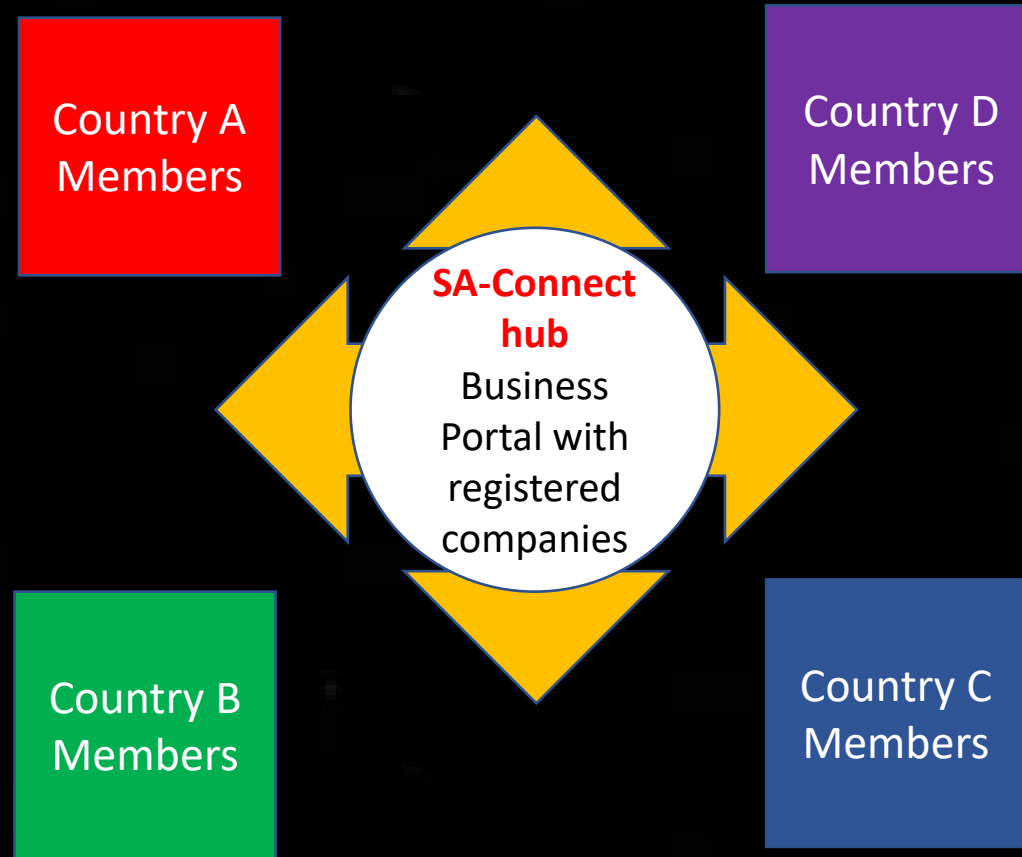 Country A
Members
Country D
Members
SA-Connect
hub
Business
Portal with
registered
companies
Country B
Members
Country C
Members